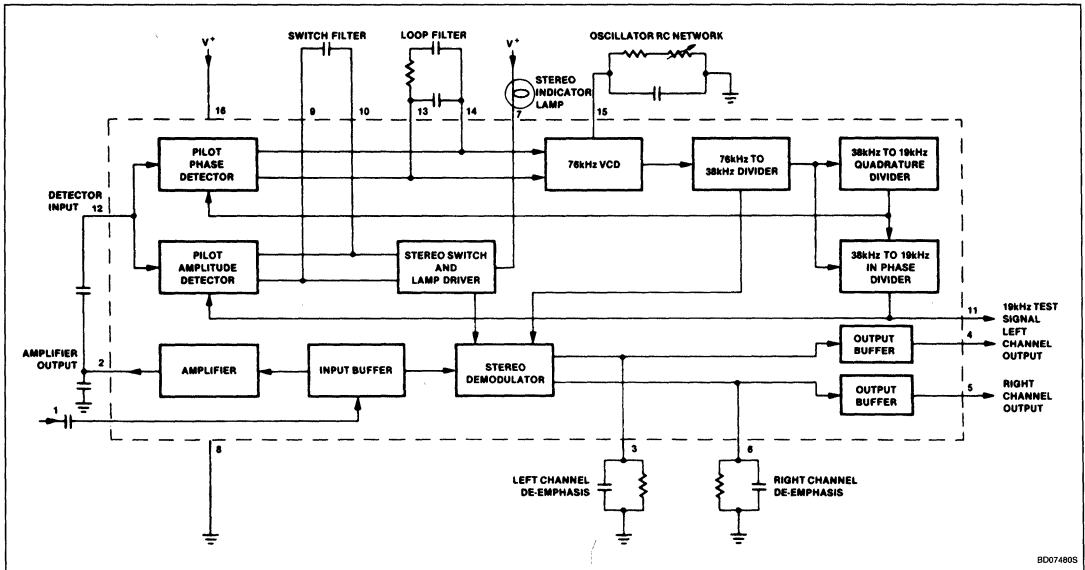 V+
SWITCH FILTER
LOOP FILTER
V+
OSCILLATOR RC NETWORK
STEREO
INDICATOR
LAMP
16
9
10
13
14
7
15
PILOT
PHASE
DETECTOR
76kHz VCD
76kHz TO
38kHz DIVIDER
38kHz TO 19kHz
QUADRATURE
DIVIDER
DETECTOR
INPUT
12
PILOT
AMPLITUDE
DETECTOR
STEREO SWITCH
AND
LAMP DRIVER
38kHz TO 19kHz
IN PHASE
DIVIDER
11
19kHz TEST
SIGNAL
LEFT
CHANNEL
OUTPUT
4
AMPLIFIER
OUTPUT
2
AMPLIFIER
INPUT BUFFER
STEREO
DEMODULATOR
OUTPUT
BUFFER
OUTPUT
BUFFER
5
RIGHT
CHANNEL
OUTPUT
1
8
3
6
LEFT CHANNEL
DE-EMPHASIS
RIGHT CHANNEL
DE-EMPHASIS
BD07480S